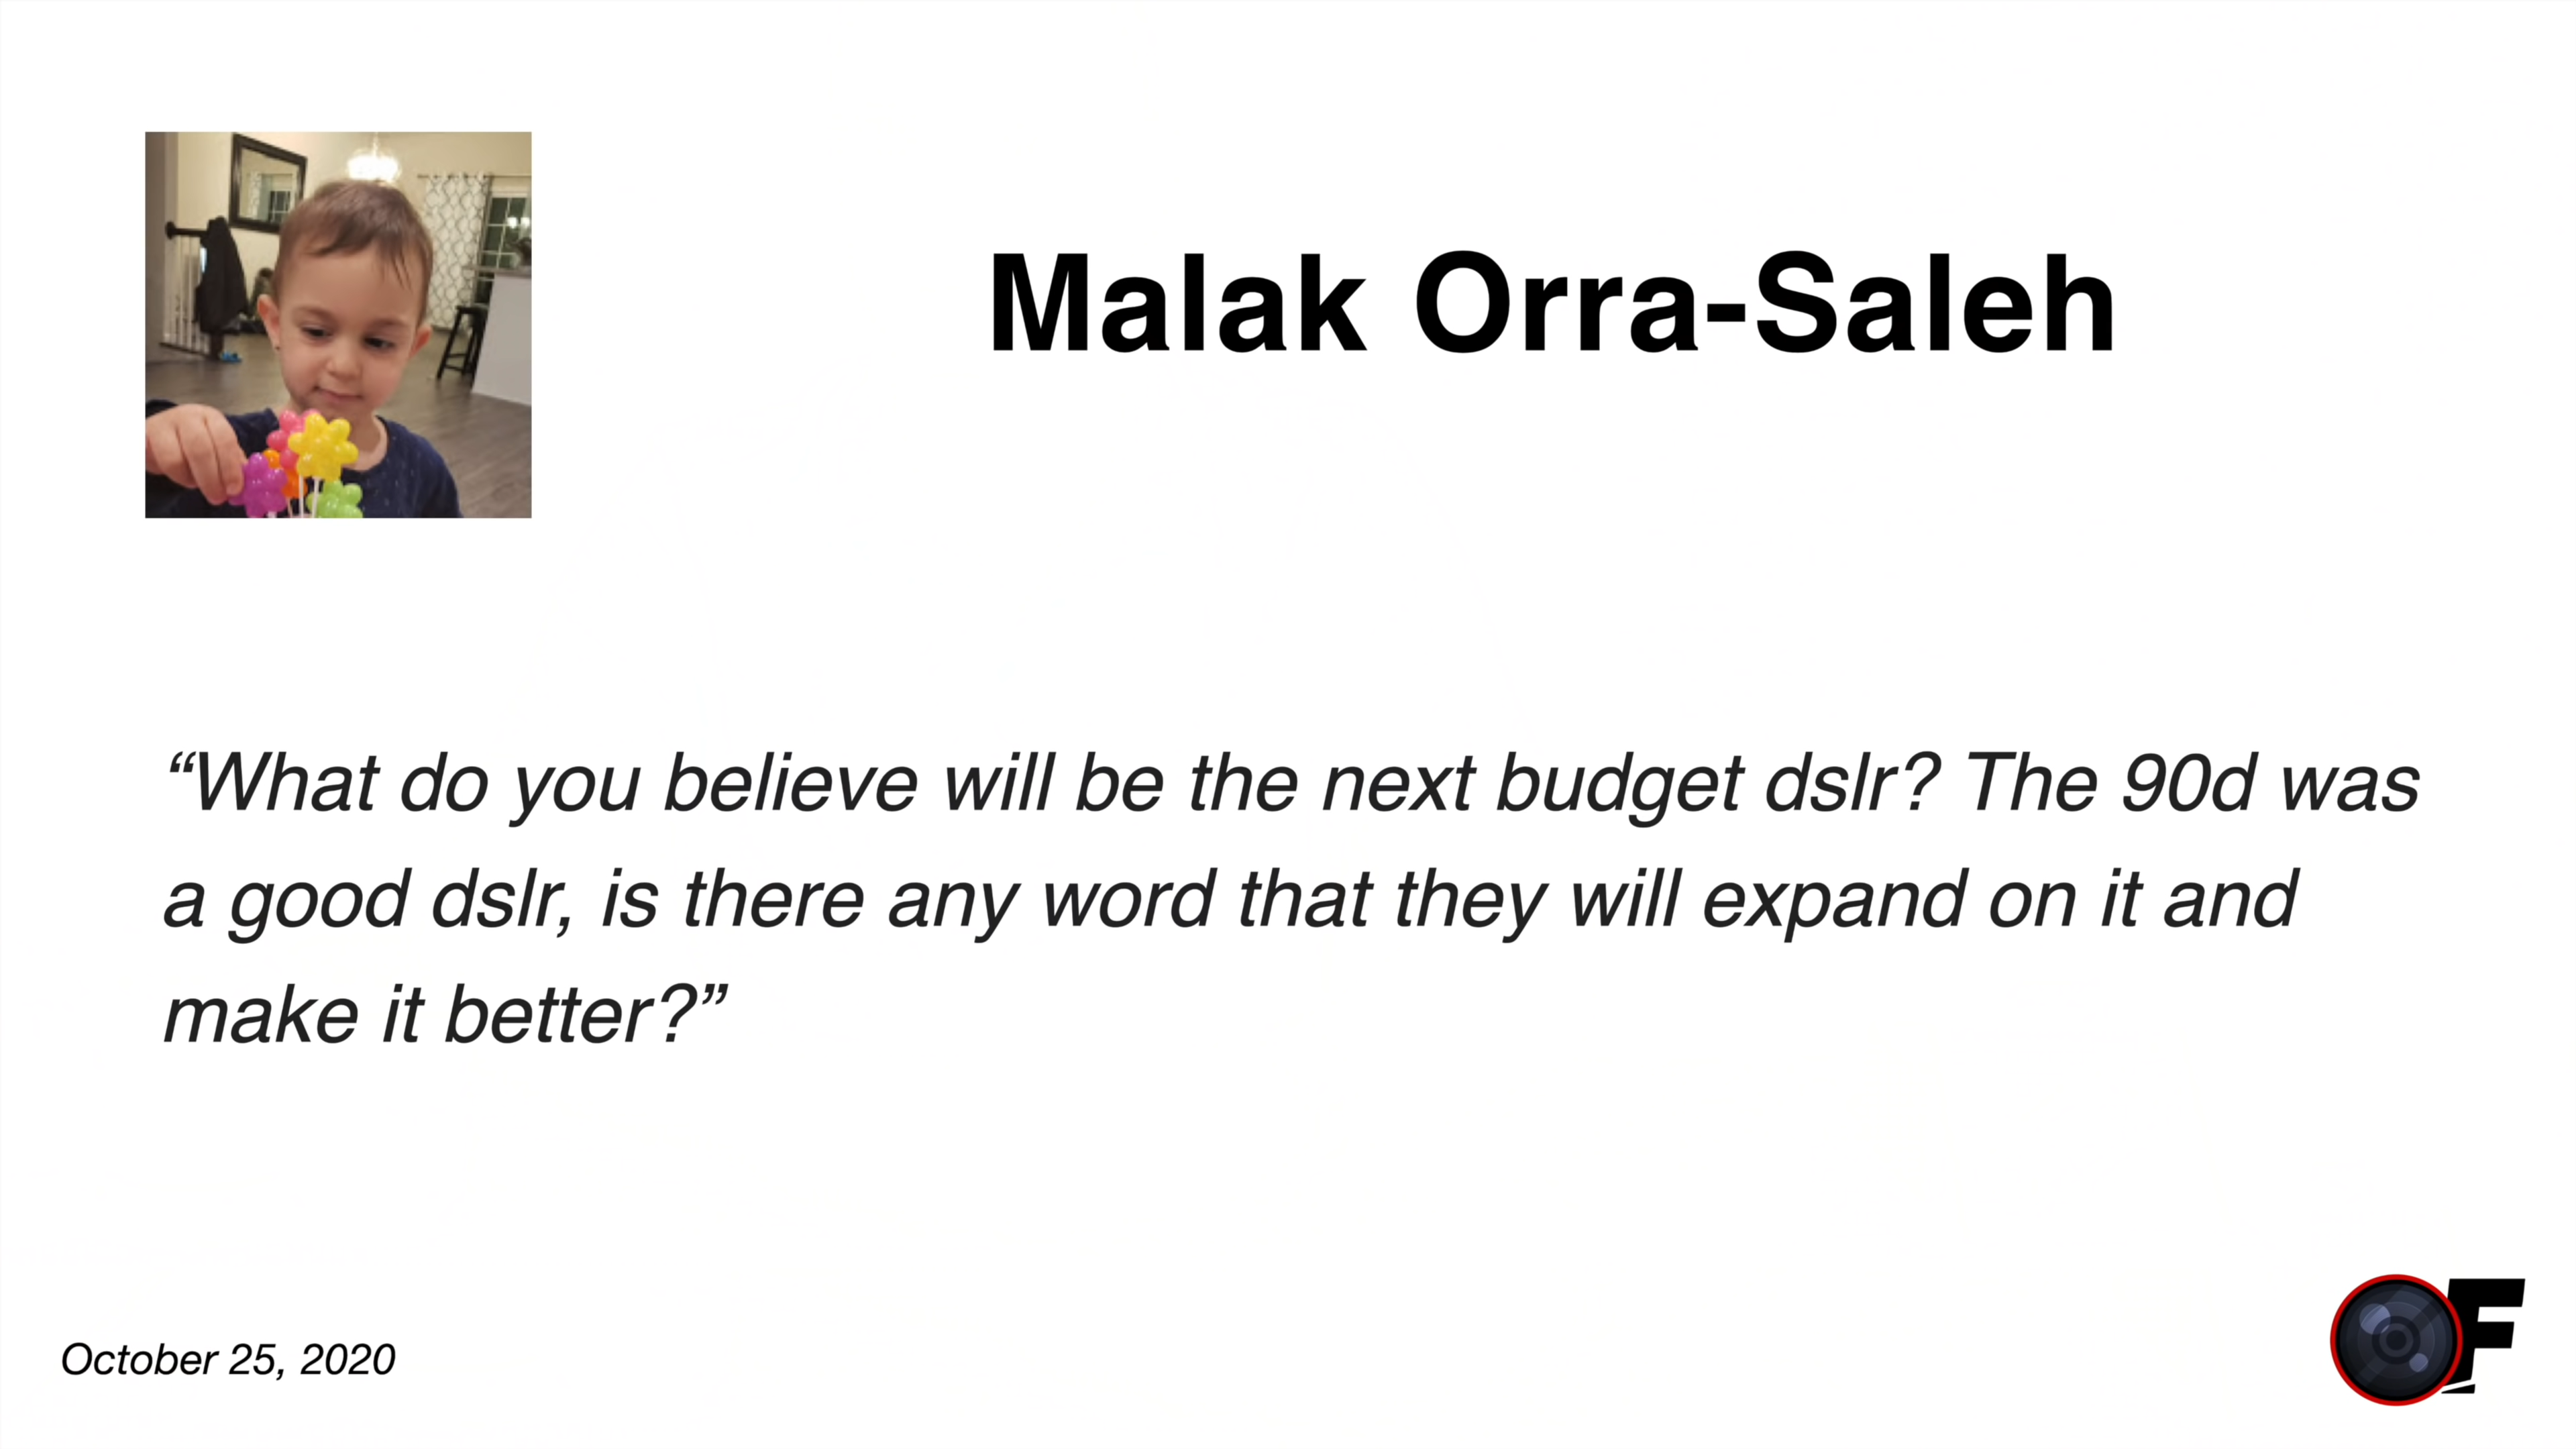 Malak Orra-Saleh
“What do you believe will be the next budget dslr? The 90d was
a good dslr, is there any word that they will expand on it and
make it better?”
October 25, 2020
F